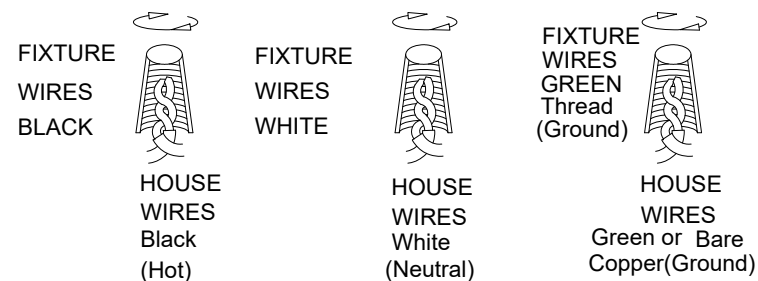 FIXTURE
WIRES
BLACK
HOUSE
WIRES
Black
(Hot)
FIXTURE
WIRES
WHITE
HOUSE
WIRES
White
(Neutral)
FIXTURE
WIRES
GREEN
Thread
(Ground)
HOUSE
WIRES
Green or Bare
Copper(Ground)